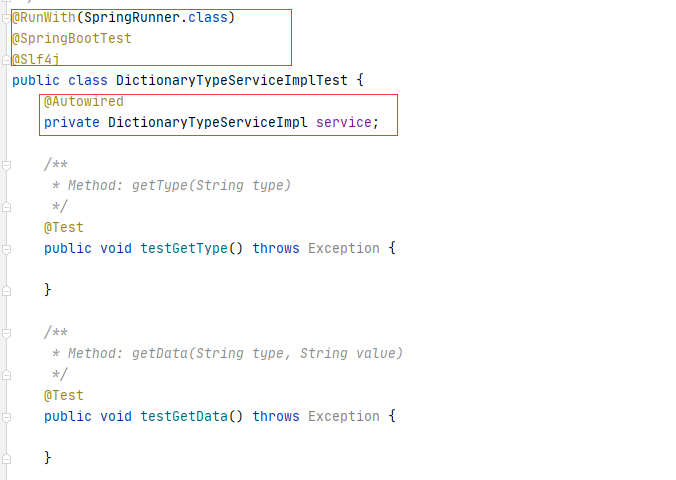 @RunWith(SpringRunner.class)
@SpringBootTest
@Slf4j
public class DictionaryTypeServiceImplTest {
@Autowired
private DictionaryTypeServiceImpl service;
/**
* Method: getType(String type)
*/
@Test
public void testGetType() throws Exception {
}
/**
* Method: getData(String type, String value)
*/
@Test
public void testGetData() throws Exception {
}